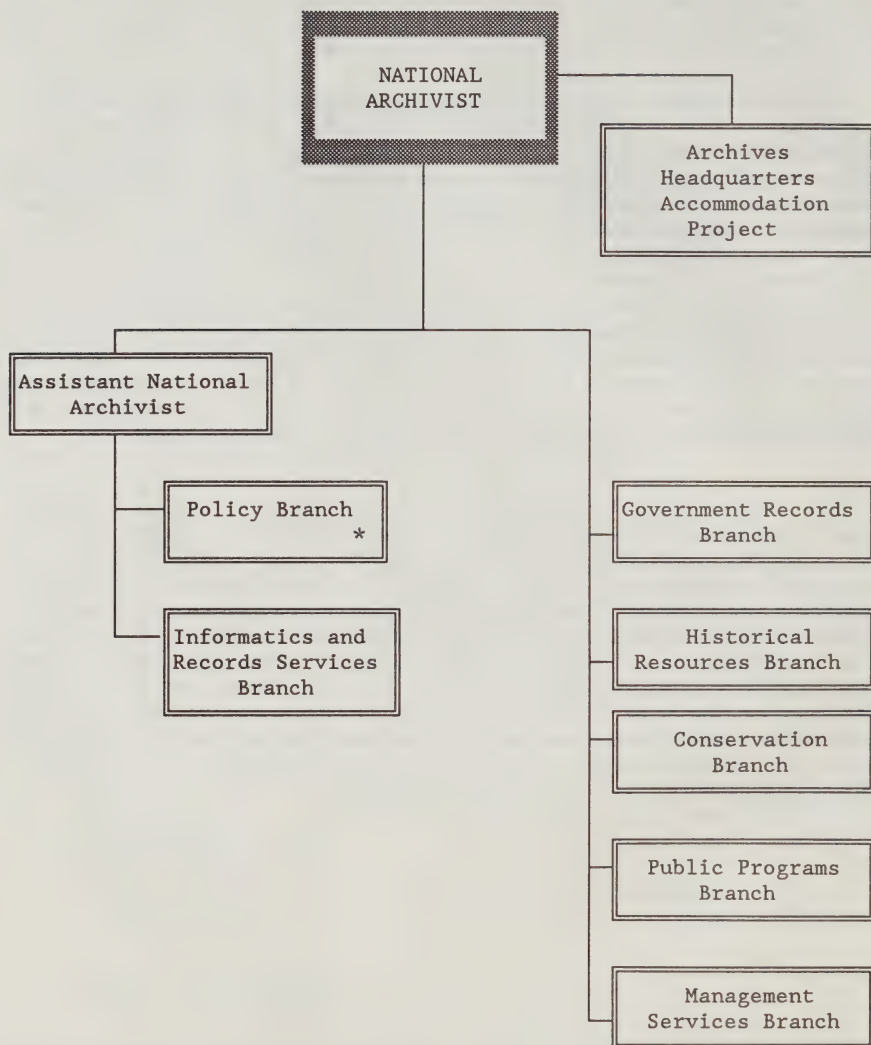 NATIONAL
ARCHIVIST
Archives
Headquarters
Accommodation
Project
Assistant National
Archivist
Policy Branch
*
Informatics and
Records Services
Branch
Government Records
Branch
Historical
Resources Branch
Conservation
Branch
Public Programs
Branch
Management
Services Branch